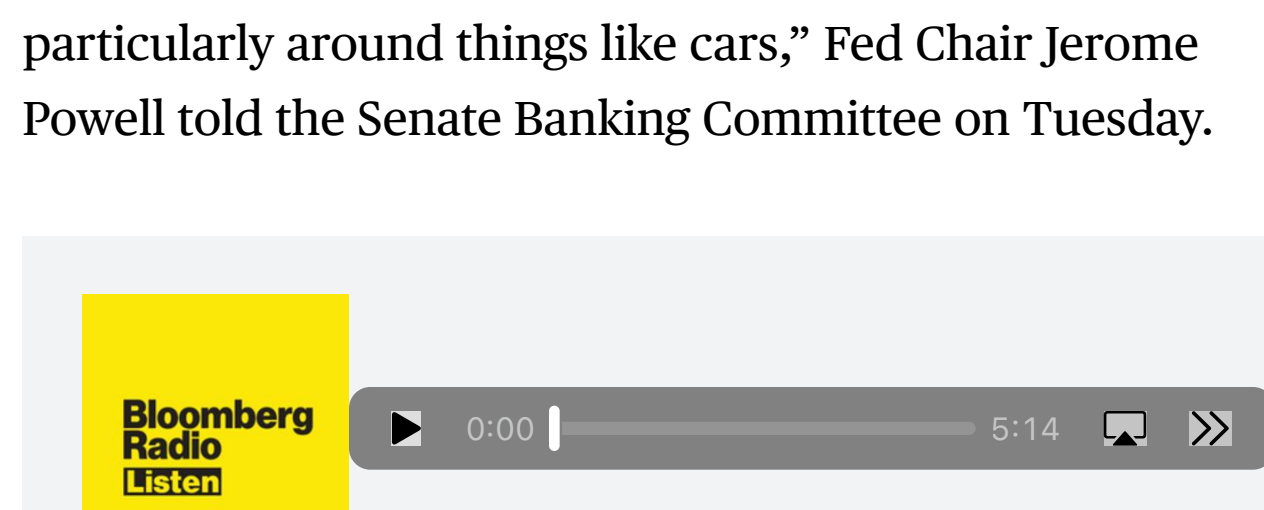 particularly around things like cars,” Fed Chair Jerome
Powell told the Senate Banking Committee on Tuesday.
Bloomberg
Radio
Listen
0:00 5:14